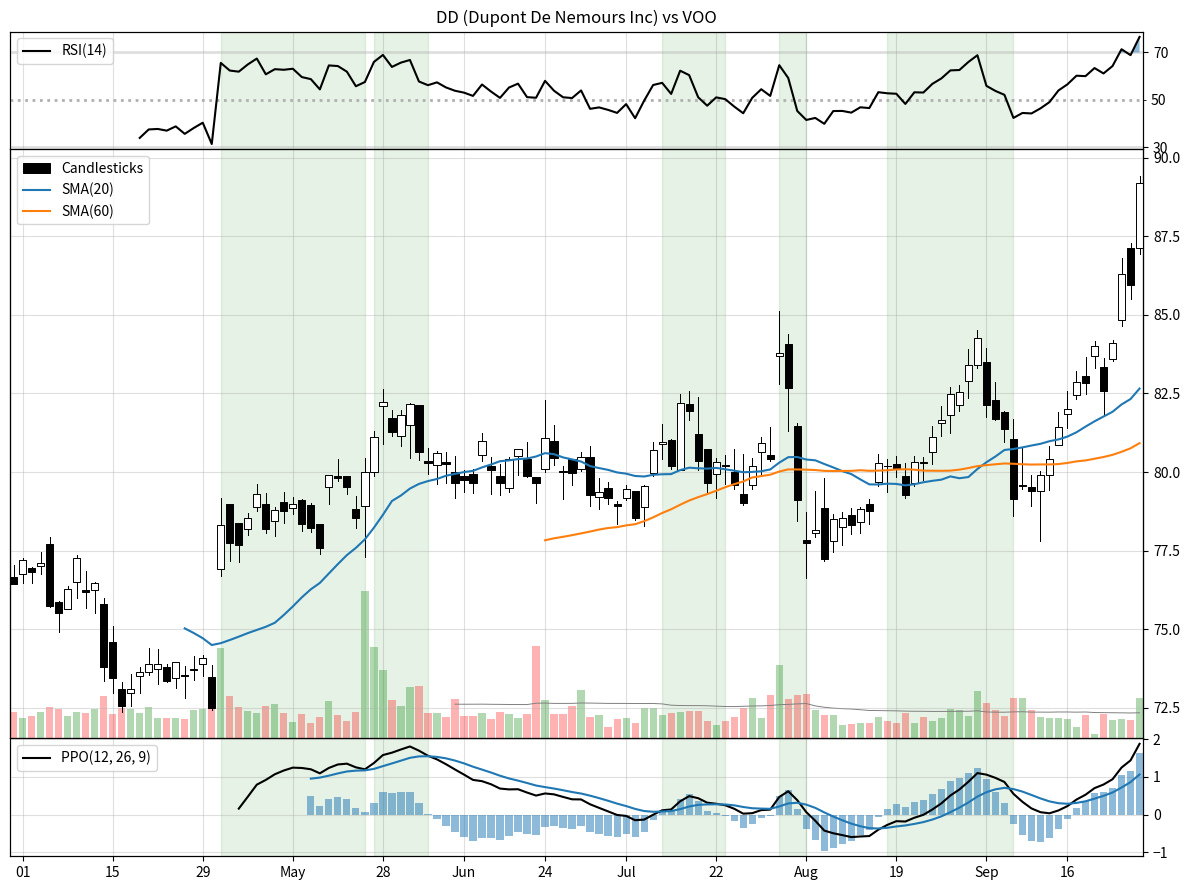 DD (Dupont De Nemours Inc) vs VOO
RSI(14)
70
50
30
Candlesticks
SMA(20)
SMA(60)
90.0
87.5
85.0
82.5
80.0
77.5
75.0
72.5
PPO(12, 26, 9)
2
1
0
−1
01 15 29 May 28 Jun 24 Jul 22 Aug 19 Sep 16